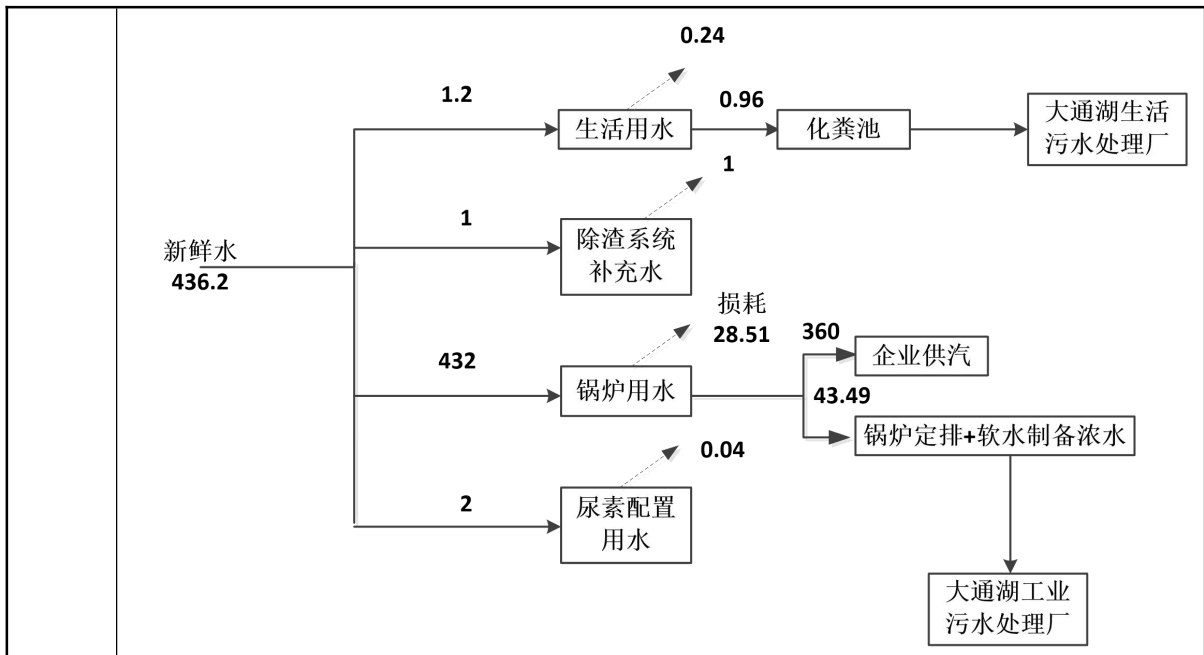 0.24
1.2
生活用水
0.96
化粪池
大通湖生活
污水处理厂
1
1
除渣系统
补充水
新鲜水
436.2
损耗
28.51
432
锅炉用水
360
企业供汽
43.49
锅炉定排+软水制备浓水
0.04
2
尿素配置
用水
大通湖工业
污水处理厂